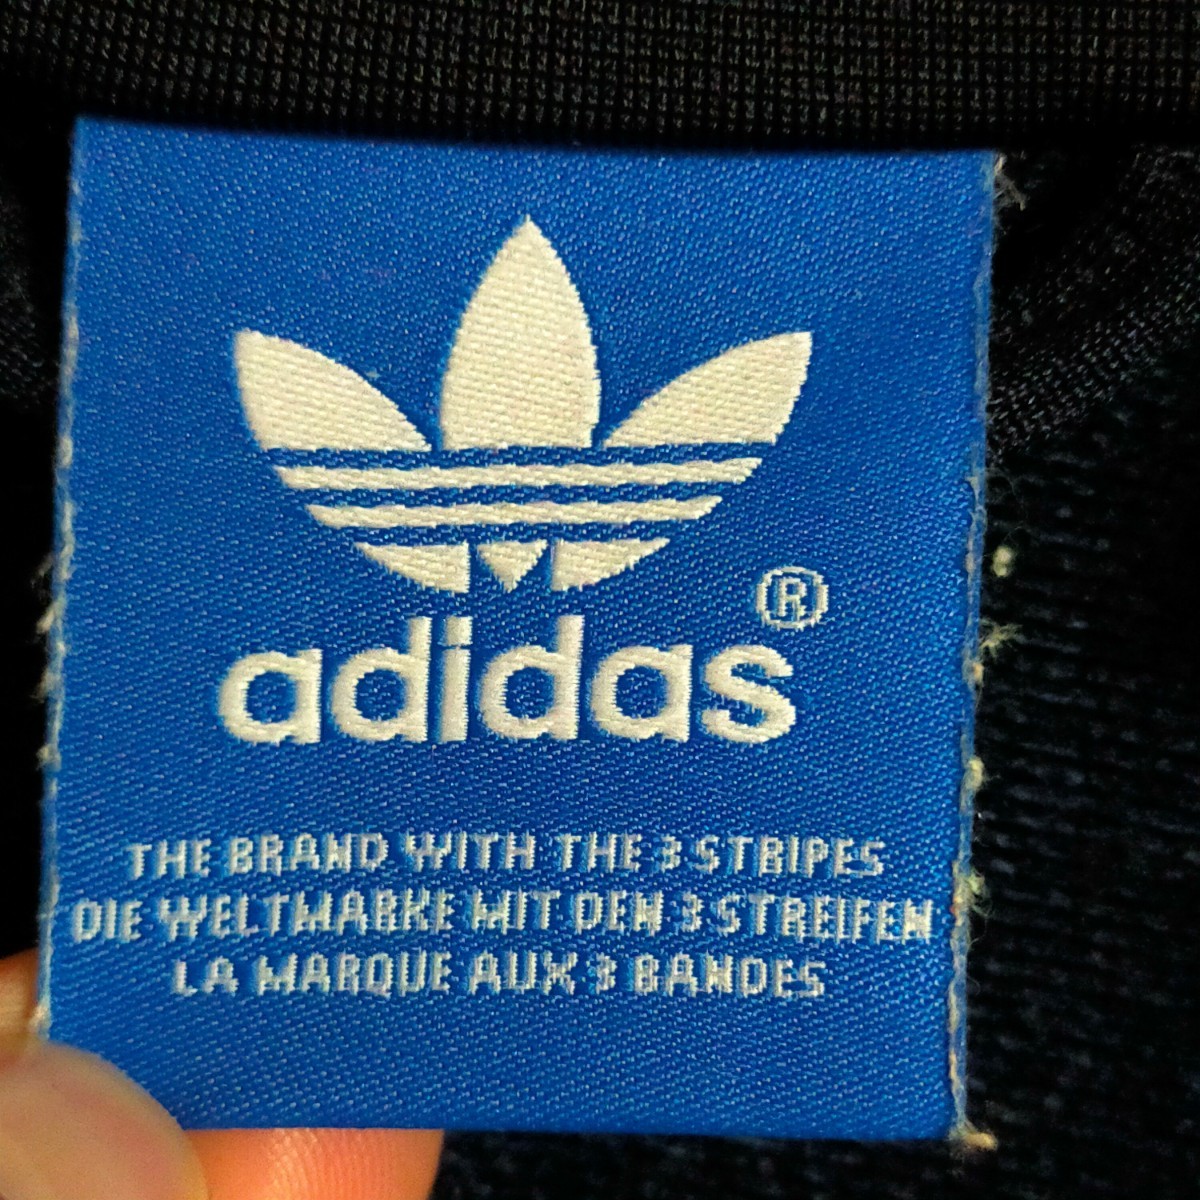 ®
adidas
THE BRAND WITH THE 3 STRIPES
DIE WELTMARKE MIT DEN 3 STREIFEN
LA MARQUE AUX 3 BANDES